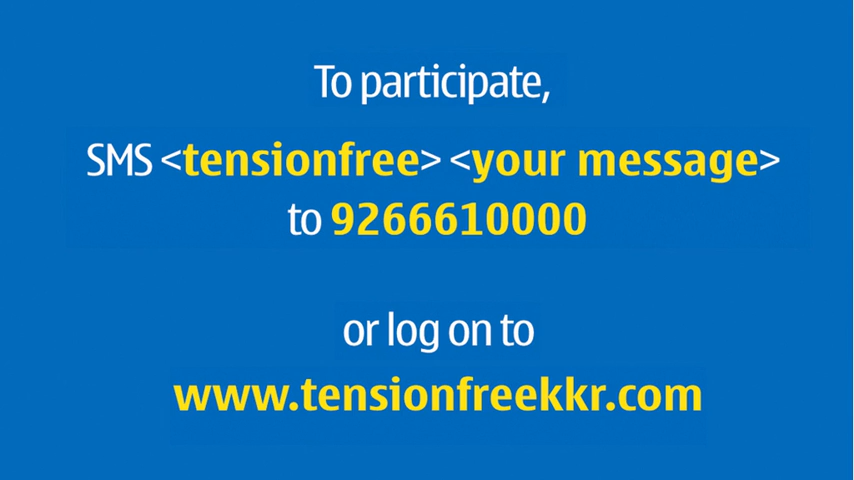 To participate,
SMS <tensionfree> <your message>
to 9266610000
or log on to
www.tensionfreekkr.com